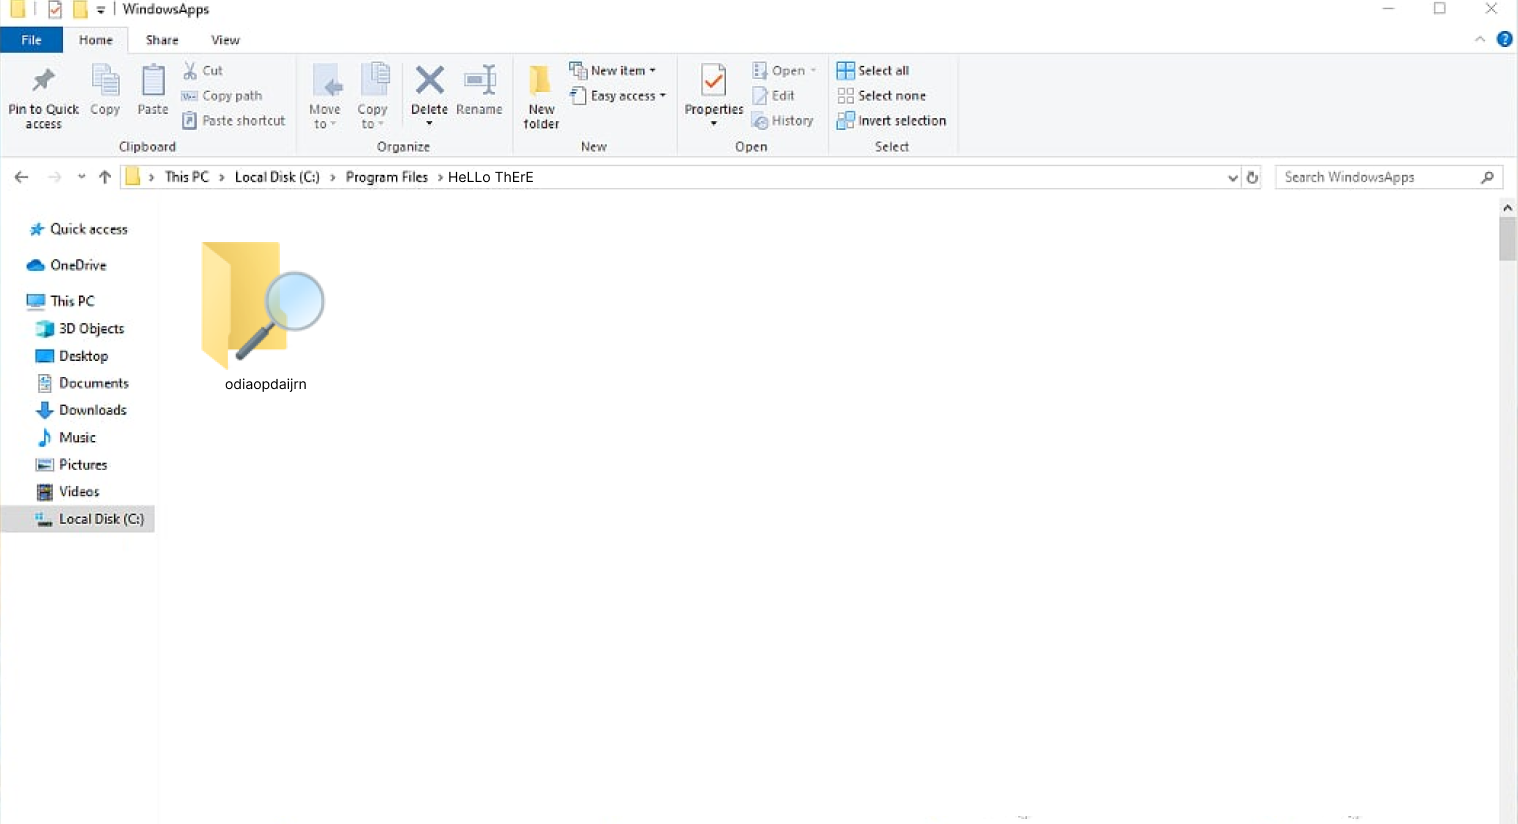 WindowsApps
File Home Share View
Pin to Quick access
Copy
Paste
Cut
Copy path
Paste shortcut
Clipboard
Move to
Copy to
Delete
Rename
Organize
New folder
New item
Easy access
New
Properties
Open
Edit
History
Open
Select all
Select none
Invert selection
Select
This PC > Local Disk (C:) > Program Files > HeLLo ThErE
Search WindowsApps
Quick access
OneDrive
This PC
3D Objects
Desktop
Documents
Downloads
Music
Pictures
Videos
Local Disk (C:)
odiaopdaijrn